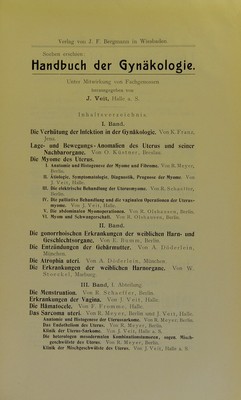 Verlag von J. F. Bergmann in Wiesbaden.
Soeben erschien:
Handbuch der Gynäkologie.
Unter Mitwirkung von Fachgenossen
herausgegeben von
J. Veit, Halle a. S.
Inhaltsverzeichnis
I. Band.
Die Verhütung der Infektion in der Gynäkologie. Von K. Franz,
Jena.
Lage- und Bewegungs-Anomalien des Uterus und seiner
Nachbarorgane. Von O. Küstner, Breslau.
Die Myome des Uterus.
I. Anatomie und Histogenese der Myome und Fibrome. Von R. Meyer,
Berlin.
II. Ätiologie, Symptomatologie, Diagnostik, Prognose der Myome. Von
J. Veit, Halle.
III. Die elektrische Behandlung der Uterusmyome. Von R. Schaeffer,
Berlin.
IV. Die palliative Behandlung und die vaginalen Operationen der Uterus-
myome. Von J. Veit, Halle.
V. Die abdominalen Myomoperationen. Von R. Olshausen, Berlin.
VI. Myom und Schwangerschaft. Von R. Olshausen, Berlin.
II. Band.
Die gonorrhoischen Erkrankungen der weiblichen Harn- und
Geschlechtsorgane. Von E. Bumm, Berlin.
Die Entzündungen der Gebärmutter. Von A. Döderlein,
München.
Die Atrophia uteri. Von A. Döderlein, München.
Die Erkrankungen der weiblichen Harnorgane. Von W.
Stoeckel, Marburg.
III. Band I. Abteilung.
Die Menstruation. Von R. Schaeffer, Berlin.
Erkrankungen der Vagina. Von J. Veit, Halle.
Die Hämatocele. Von F. Fromme, Halle.
Das Sarcoma uteri. Von R. Meyer, Berlin und J. Veit, Halle.
Anatomie und Histogenese der Uterussarkome. Von R. Meyer, Berlin.
Das Endotheliom des Uterus. Von R. Meyer, Berlin.
Klinik der Uterus-Sarkome. Von J. Veit, Halle.
Die heterologen mesodermalen Kombinationstumoren, sogen. Misch-
geschwülste des Uterus. Von R. Meyer, Berlin.
Klinik der Mischgeschwülste des Uterus. Von J. Veit, Halle a. S.